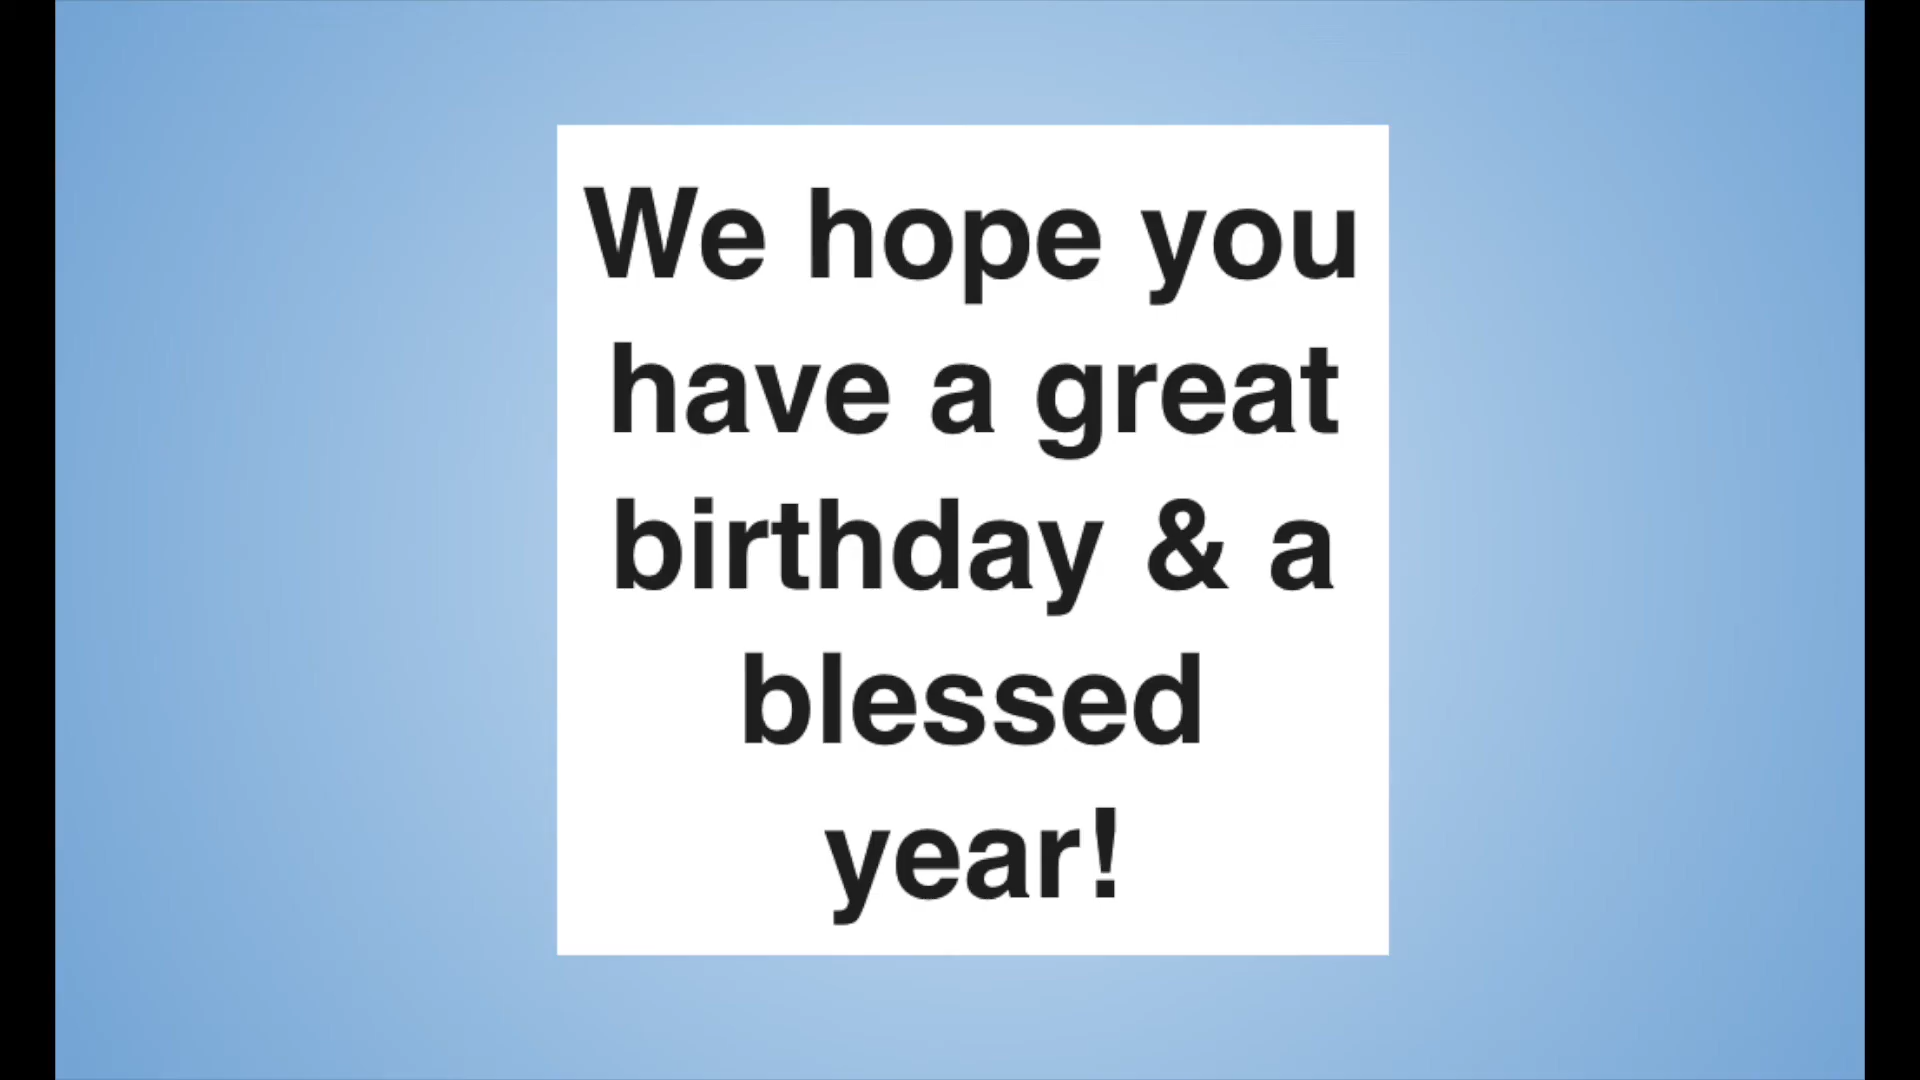 We hope you
have a great
birthday & a
blessed
year!